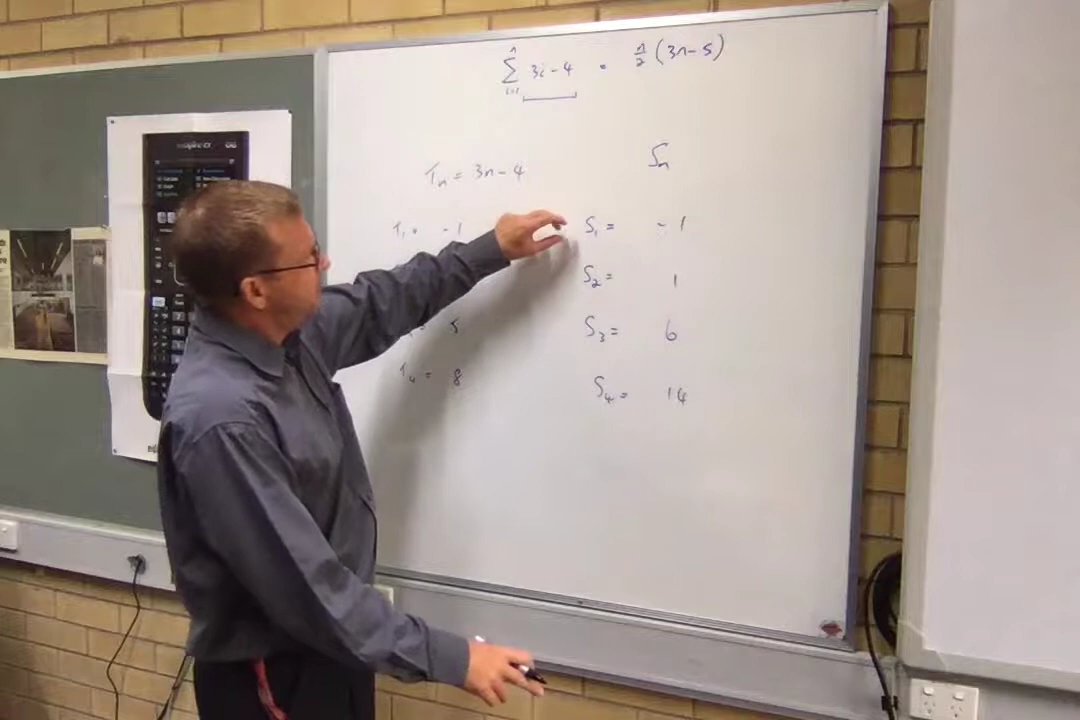 n
∑ 3i - 4 = n/2 (3n - 5)
i=1
Tn = 3n - 4
Sn
T1 = -1
S1 = -1
S2 = 1
= 5
S3 = 6
T4 = 8
S4 = 14